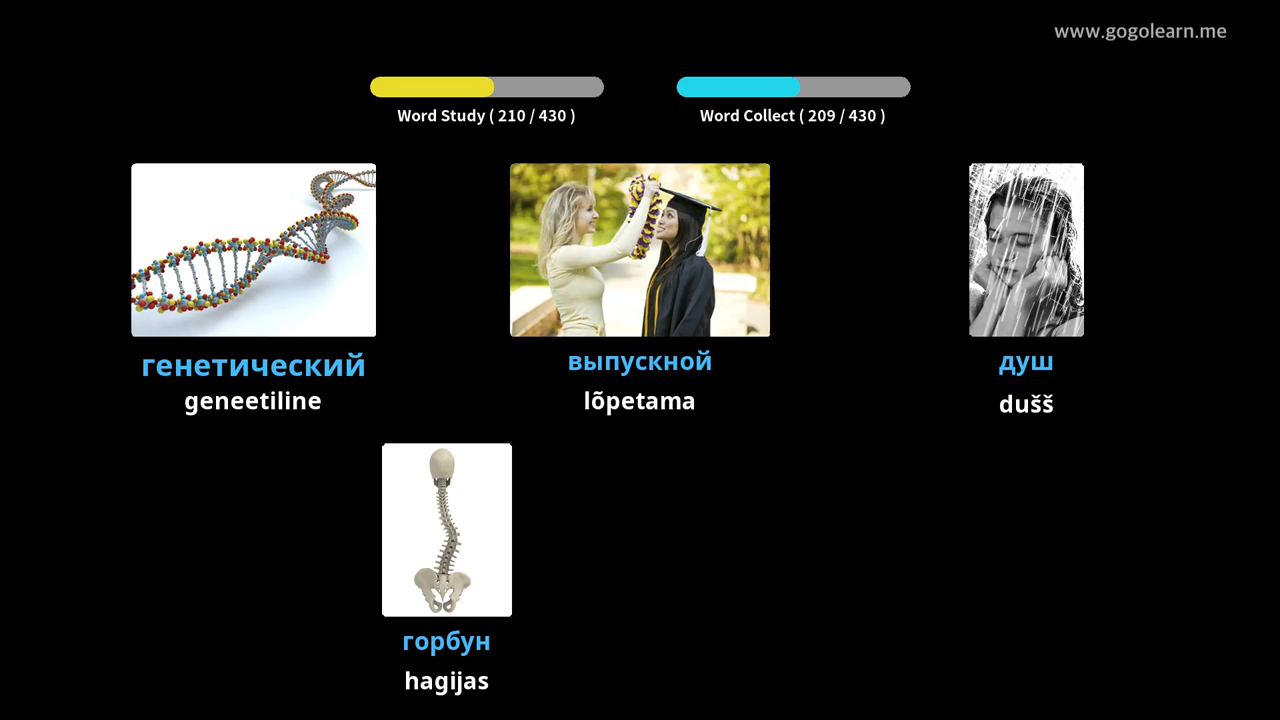 www.gogolearn.me
Word Study ( 210 / 430 )
Word Collect ( 209 / 430 )
генетический
geneetiline
выпускной
lõpetama
душ
dušš
горбун
hagijas